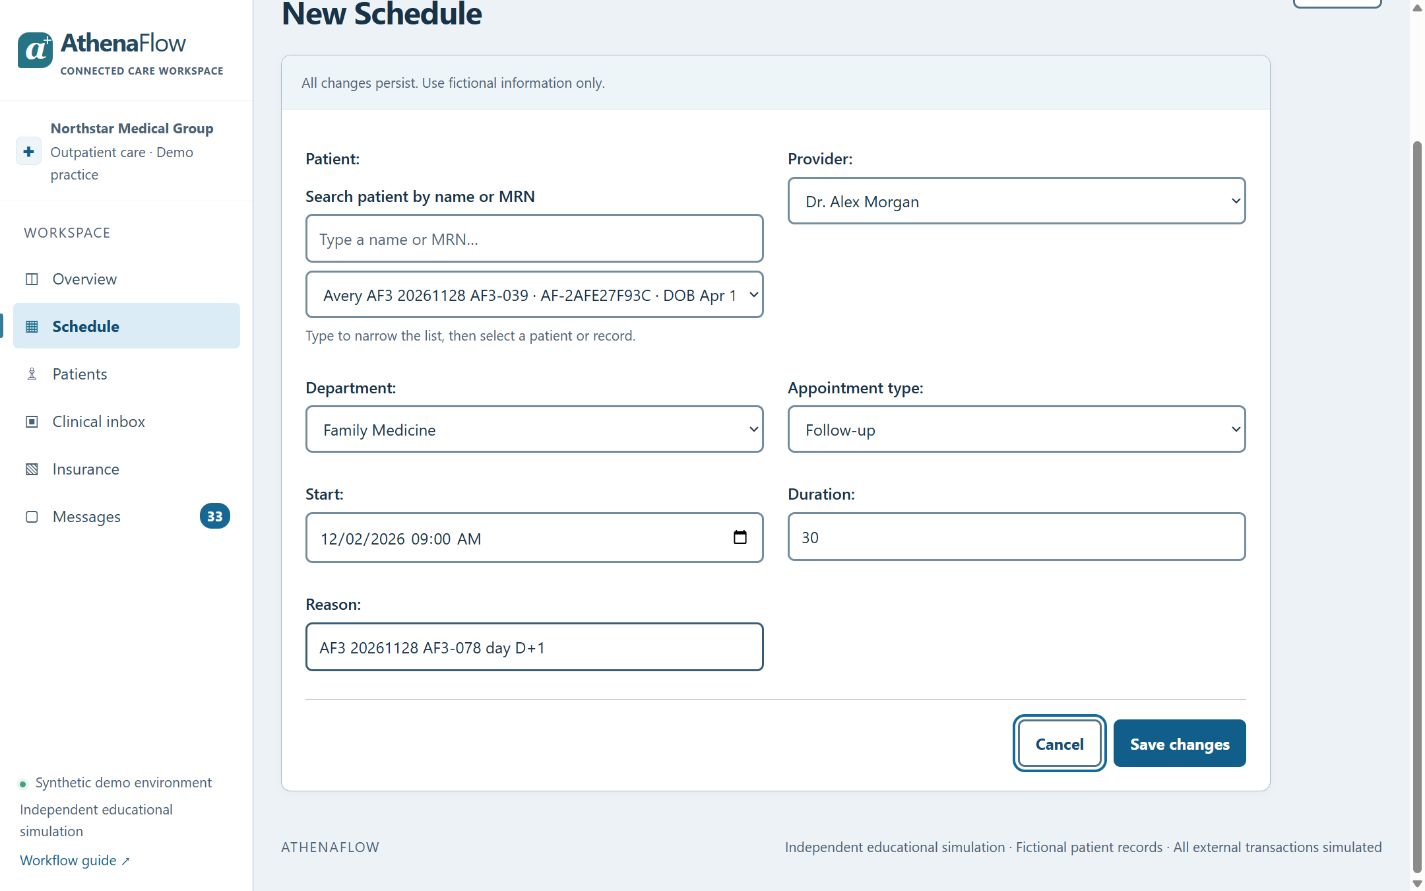 AthenaFlow
CONNECTED CARE WORKSPACE
Northstar Medical Group
Outpatient care · Demo
practice
WORKSPACE
Overview
Schedule
Patients
Clinical inbox
Insurance
Messages 33
Synthetic demo environment
Independent educational
simulation
Workflow guide ↗
New Schedule
All changes persist. Use fictional information only.
Patient:
Search patient by name or MRN
Type a name or MRN...
Avery AF3 20261128 AF3-039 · AF-2AFE27F93C · DOB Apr 1
Type to narrow the list, then select a patient or record.
Provider:
Dr. Alex Morgan
Department:
Family Medicine
Appointment type:
Follow-up
Start:
12/02/2026 09:00 AM
Duration:
30
Reason:
AF3 20261128 AF3-078 day D+1
Cancel
Save changes
ATHENAFLOW
Independent educational simulation · Fictional patient records · All external transactions simulated